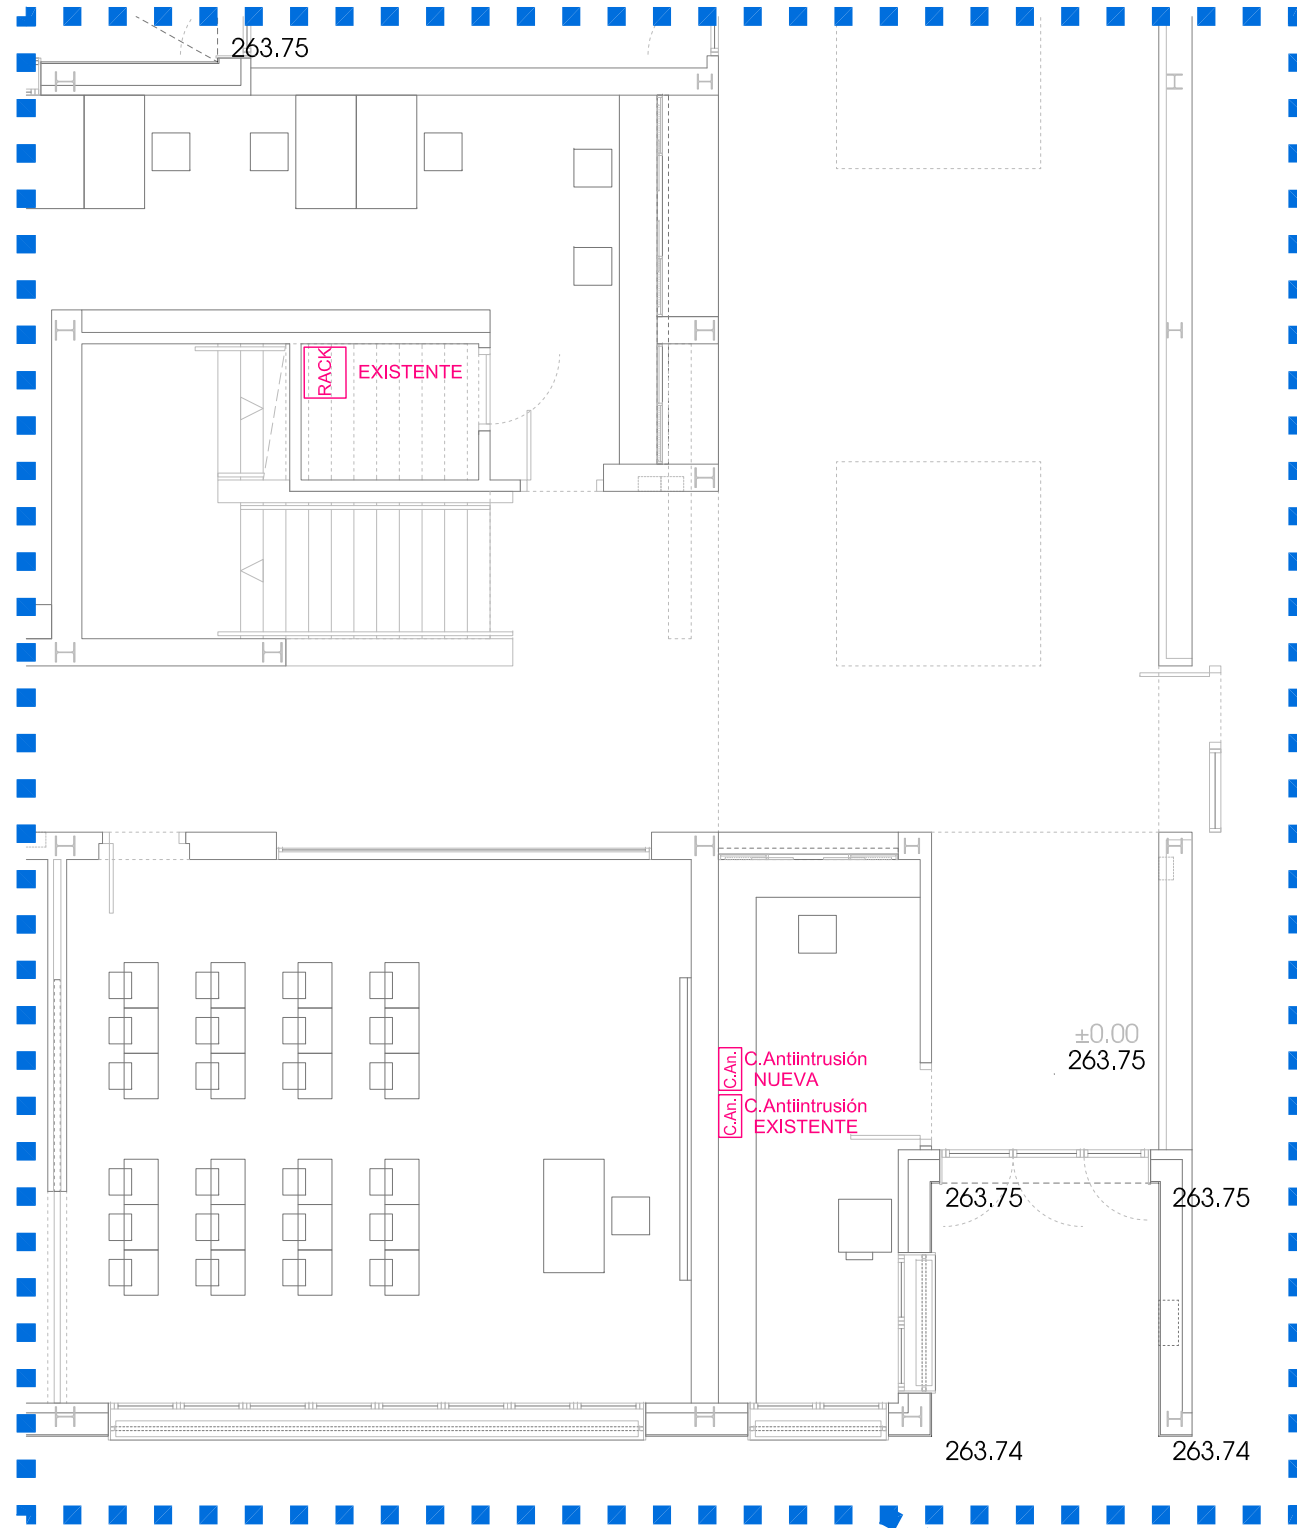 263.75
RACK
EXISTENTE
±0.00
263.75
C.An.
C.Antiintrusión
NUEVA
C.An.
C.Antiintrusión
EXISTENTE
263.75
263.75
263.74
263.74